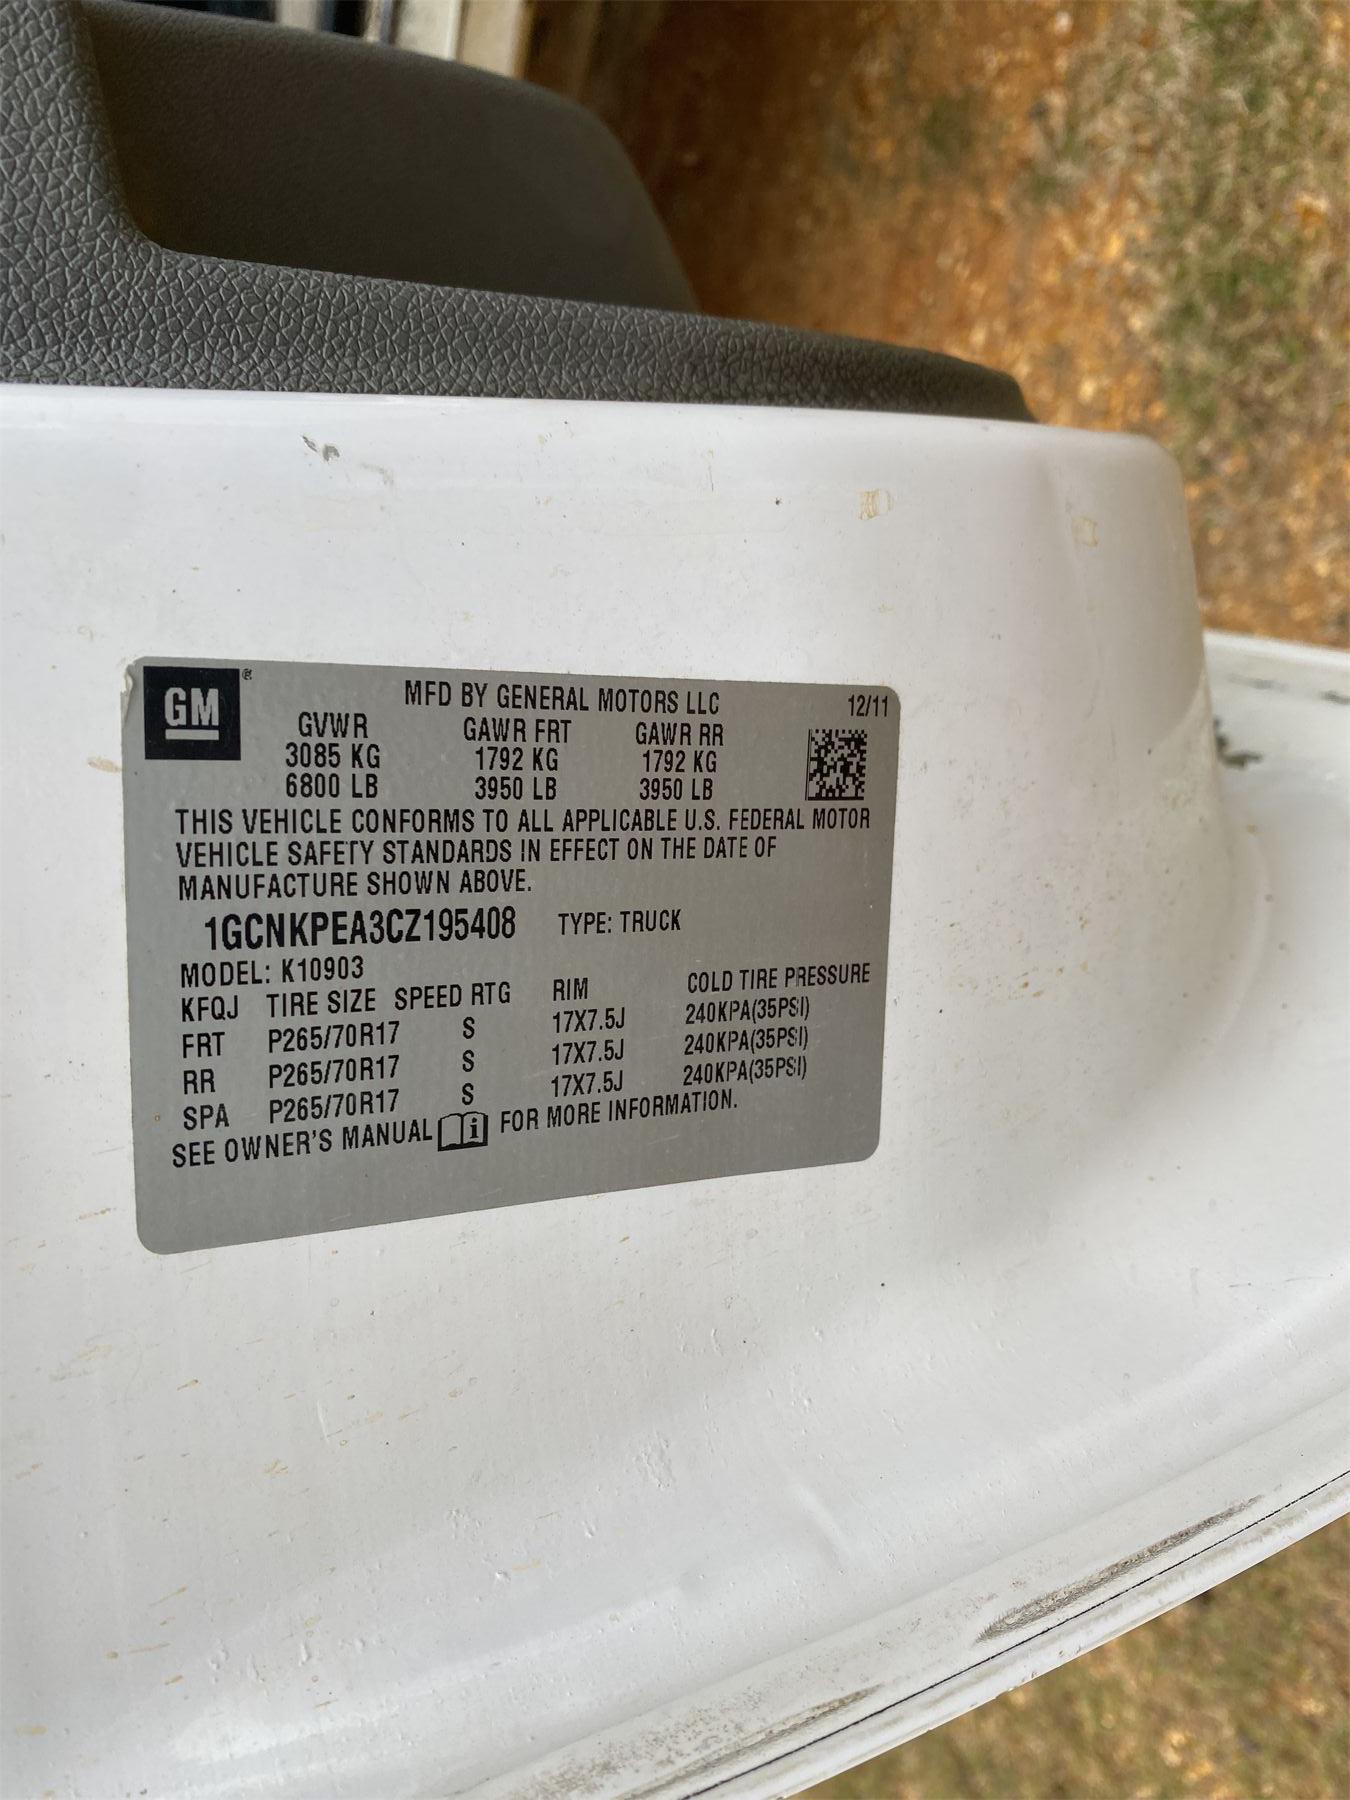 GM ®
MFD BY GENERAL MOTORS LLC 12/11
GVWR GAWR FRT GAWR RR
3085 KG 1792 KG 1792 KG
6800 LB 3950 LB 3950 LB
THIS VEHICLE CONFORMS TO ALL APPLICABLE U.S. FEDERAL MOTOR
VEHICLE SAFETY STANDARDS IN EFFECT ON THE DATE OF
MANUFACTURE SHOWN ABOVE.
1GCNKPEA3CZ195408 TYPE: TRUCK
MODEL: K10903
KFQJ TIRE SIZE SPEED RTG RIM COLD TIRE PRESSURE
FRT P265/70R17 S 17X7.5J 240KPA(35PSI)
RR P265/70R17 S 17X7.5J 240KPA(35PSI)
SPA P265/70R17 S 17X7.5J 240KPA(35PSI)
SEE OWNER'S MANUAL i FOR MORE INFORMATION.